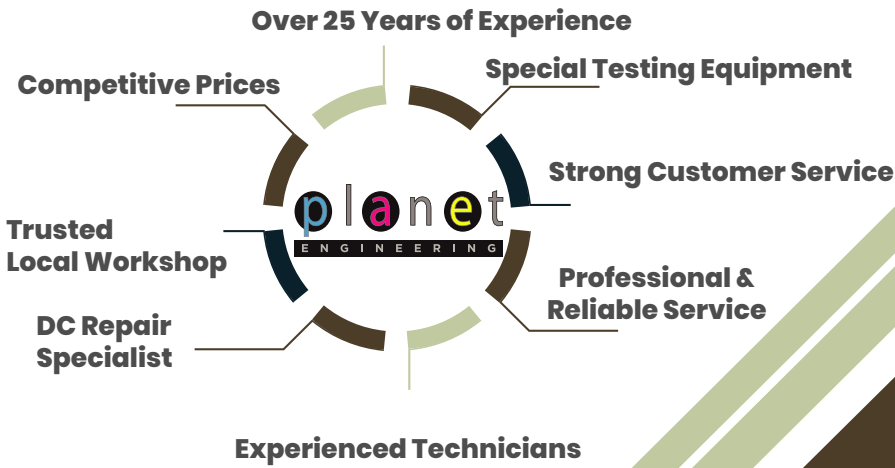 Over 25 Years of Experience
Competitive Prices
Special Testing Equipment
Strong Customer Service
planet
ENGINEERING
Trusted
Local Workshop
Professional &
Reliable Service
DC Repair
Specialist
Experienced Technicians